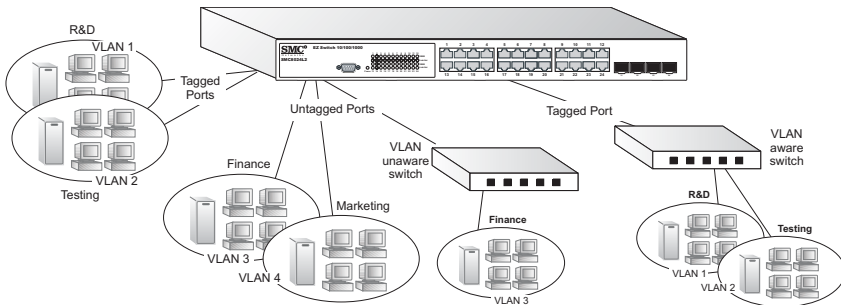 R&D
VLAN 1
SMC®
Networks
EZ Switch 10/100/1000
SMC8024L2
1 2 3 4 5 6 7 8 9 10 11 12
13 14 15 16 17 18 19 20 21 22 23 24
Tagged
Ports
Untagged Ports
Tagged Port
VLAN 2
Testing
Finance
Marketing
VLAN 3
VLAN 4
VLAN
unaware
switch
Finance
VLAN 3
VLAN
aware
switch
R&D
Testing
VLAN 1
VLAN 2